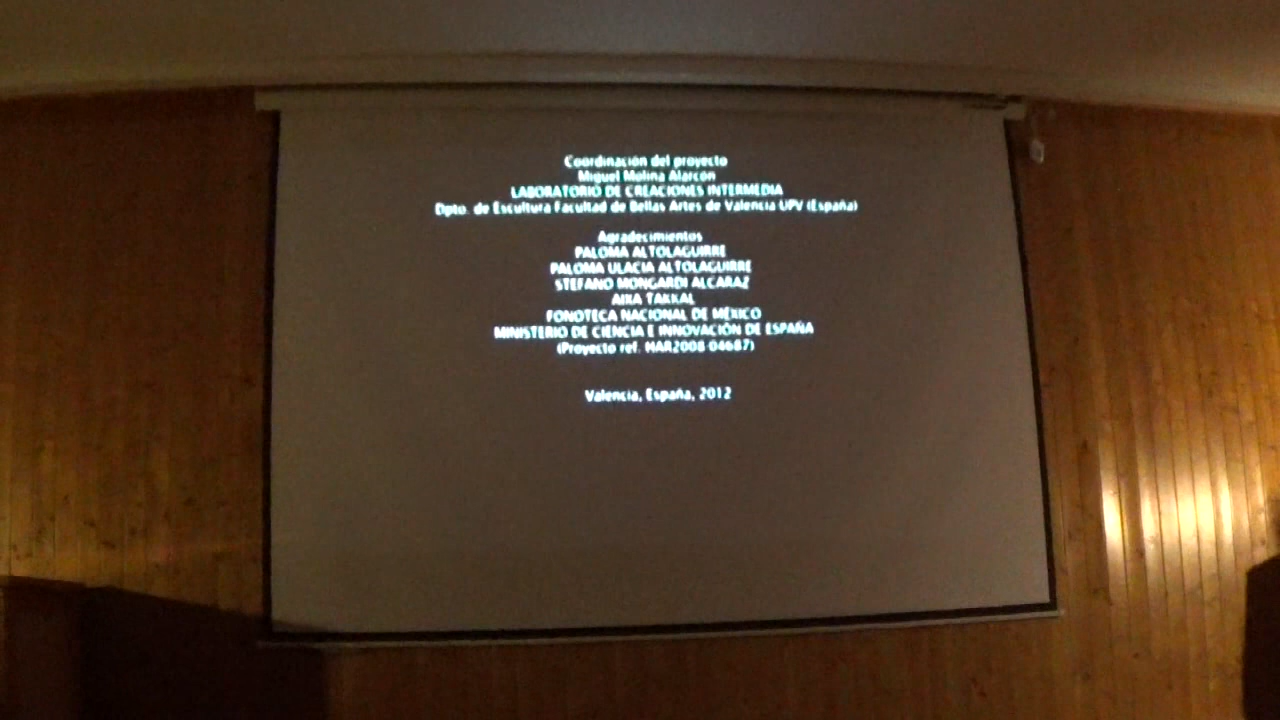 Coordinación del proyecto
Miguel Molina Alarcón
LABORATORIO DE CREACIONES INTERMEDIA
Dpto. de Escultura Facultad de Bellas Artes de Valencia UPV (España)
Agradecimientos
PALOMA ALTOLAGUIRRE
PALOMA ULACIA ALTOLAGUIRRE
STEFANO MONGARDI ALCARAZ
AIXA TAKKAL
FONOTECA NACIONAL DE MÉXICO
MINISTERIO DE CIENCIA E INNOVACIÓN DE ESPAÑA
(Proyecto ref. HAR2008-04687)
Valencia, España, 2012